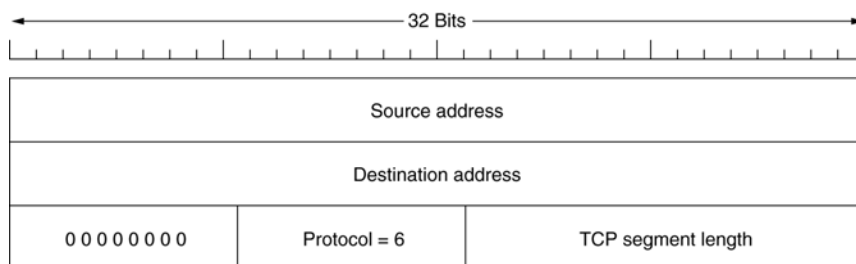 32 Bits
Source address
Destination address
0 0 0 0 0 0 0 0 Protocol = 6 TCP segment length